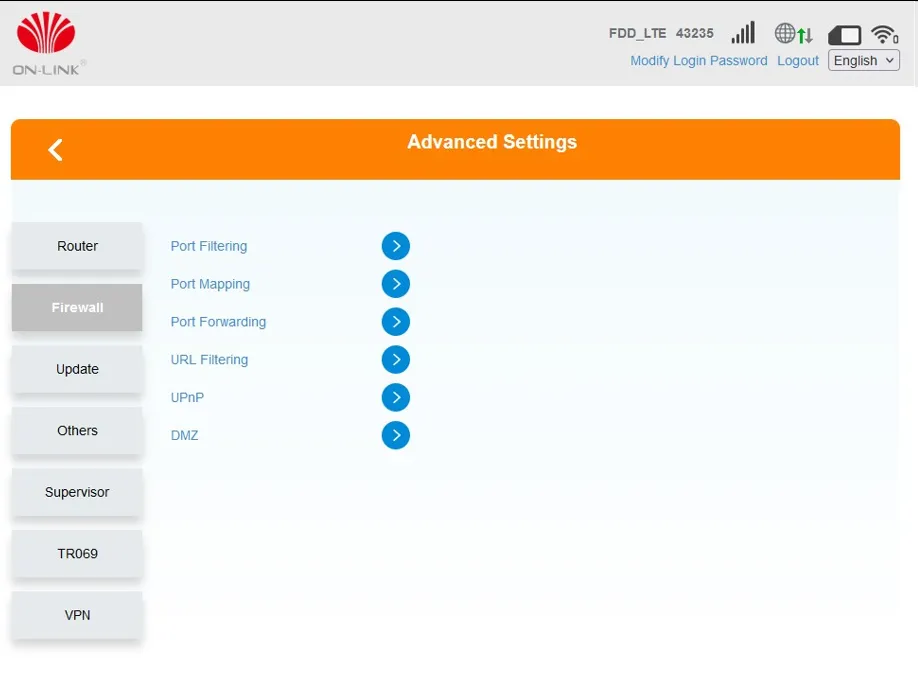 FDD_LTE 43235
0
ON-LINK®
Modify Login Password Logout English
Advanced Settings
Router
Firewall
Update
Others
Supervisor
TR069
VPN
Port Filtering
Port Mapping
Port Forwarding
URL Filtering
UPnP
DMZ